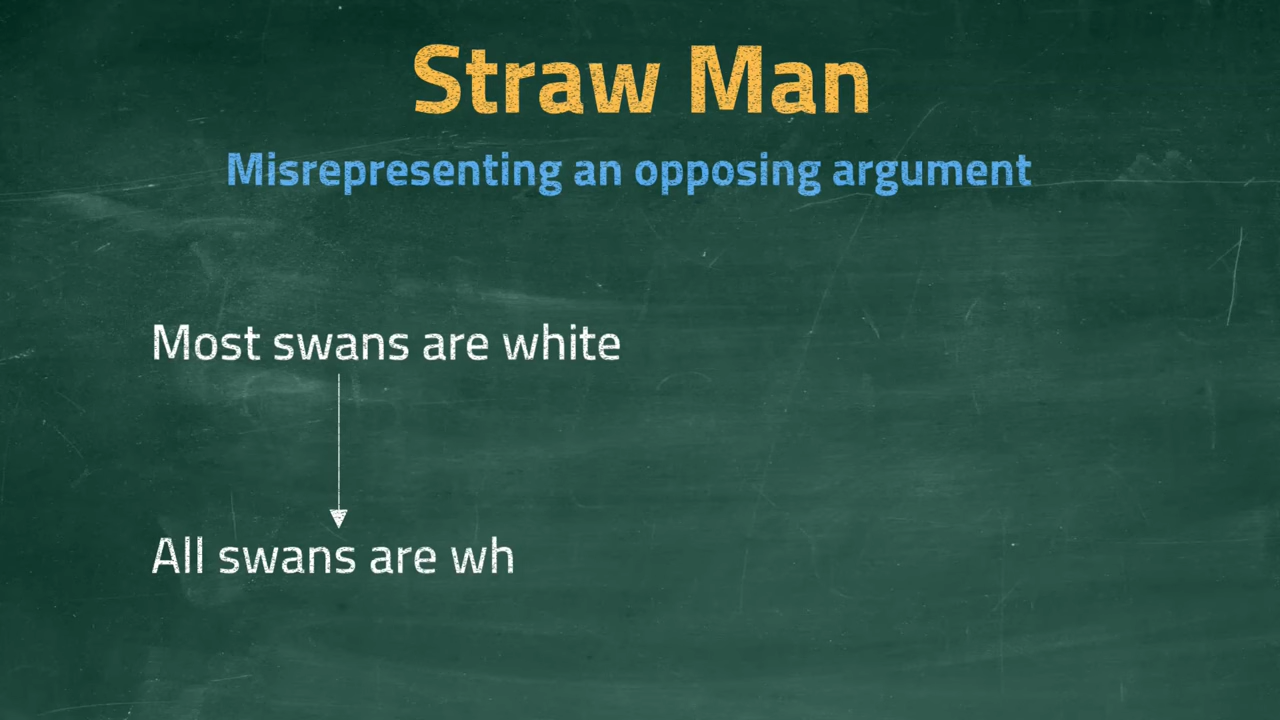 Straw Man
Misrepresenting an opposing argument
Most swans are white
All swans are wh